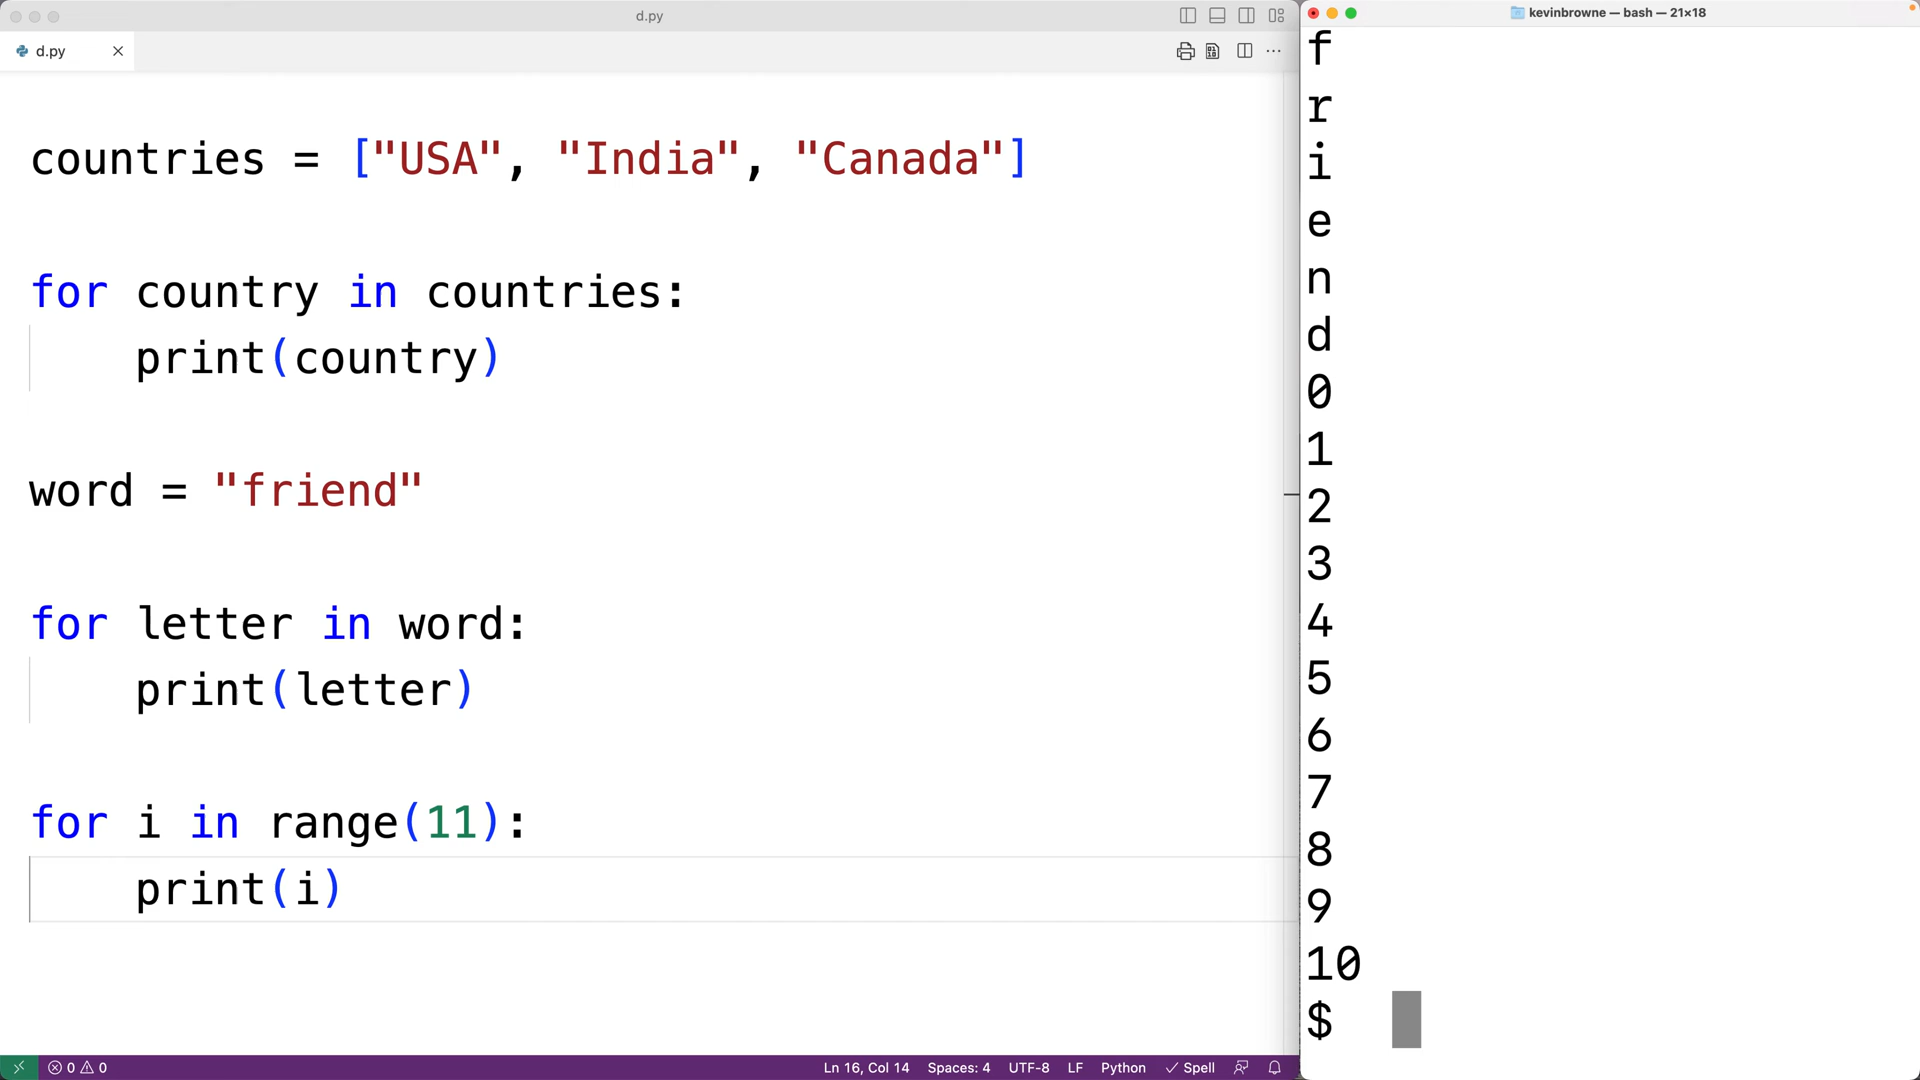 d.py
d.py
countries = ["USA", "India", "Canada"]
for country in countries:
print(country)
word = "friend"
for letter in word:
print(letter)
for i in range(11):
print(i)
0 0 Ln 16, Col 14 Spaces: 4 UTF-8 LF Python Spell
kevinbrowne — bash — 21×18
f
r
i
e
n
d
0
1
2
3
4
5
6
7
8
9
10
$